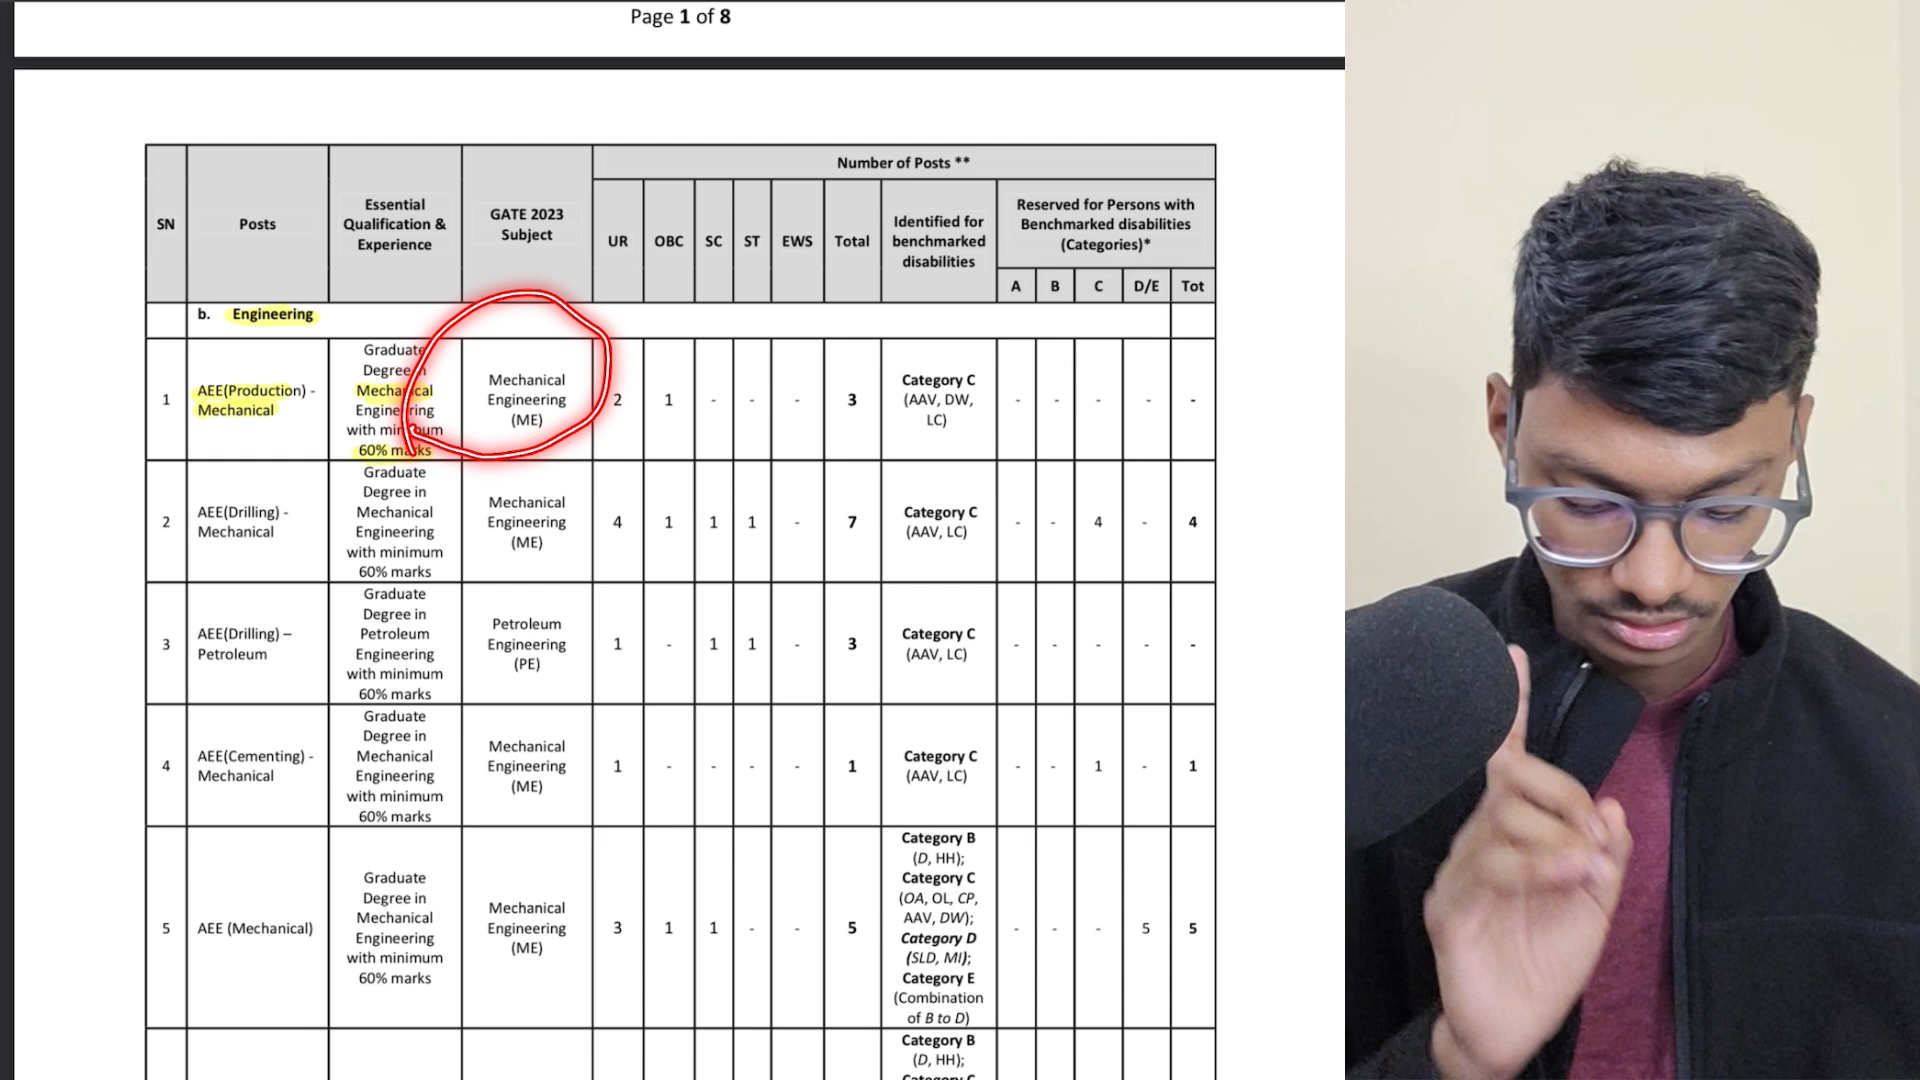 Page 1 of 8
SN
Posts
Essential
Qualification &
Experience
GATE 2023
Subject
Number of Posts **
UR
OBC
SC
ST
EWS
Total
Identified for
benchmarked
disabilities
Reserved for Persons with
Benchmarked disabilities
(Categories)*
A
B
C
D/E
Tot
b. Engineering
1
AEE(Production) -
Mechanical
Graduate
Degree in
Mechanical
Engineering
with minimum
60% marks
Mechanical
Engineering
(ME)
2
1
-
-
-
3
Category C
(AAV, DW,
LC)
-
-
-
-
-
2
AEE(Drilling) -
Mechanical
Graduate
Degree in
Mechanical
Engineering
with minimum
60% marks
Mechanical
Engineering
(ME)
4
1
1
1
-
7
Category C
(AAV, LC)
-
-
4
-
4
3
AEE(Drilling) –
Petroleum
Graduate
Degree in
Petroleum
Engineering
with minimum
60% marks
Petroleum
Engineering
(PE)
1
-
1
1
-
3
Category C
(AAV, LC)
-
-
-
-
-
4
AEE(Cementing) -
Mechanical
Graduate
Degree in
Mechanical
Engineering
with minimum
60% marks
Mechanical
Engineering
(ME)
1
-
-
-
-
1
Category C
(AAV, LC)
-
-
1
-
1
5
AEE (Mechanical)
Graduate
Degree in
Mechanical
Engineering
with minimum
60% marks
Mechanical
Engineering
(ME)
3
1
1
-
-
5
Category B
(D, HH);
Category C
(OA, OL, CP,
AAV, DW);
Category D
(SLD, MI);
Category E
(Combination
of B to D)
-
-
-
5
5
Category B
(D, HH);
Category C